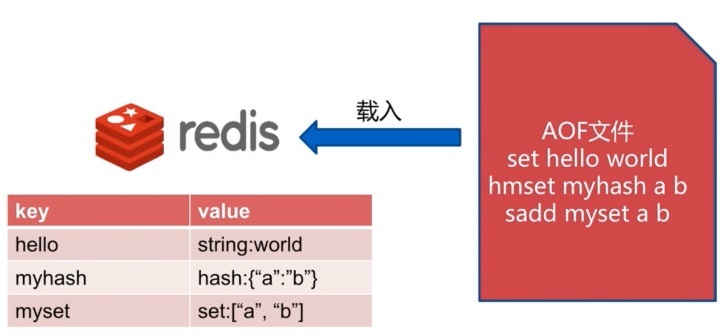 载入
redis
AOF文件
set hello world
hmset myhash a b
sadd myset a b
key value
hello string:world
myhash hash:{“a”:”b”}
myset set:[“a”, “b”]